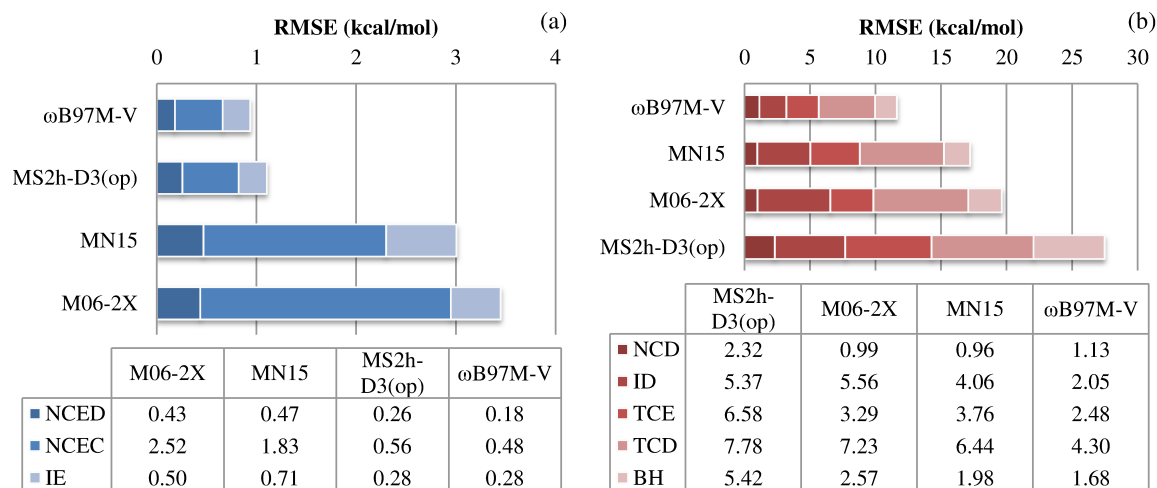 RMSE (kcal/mol) (a)
0 1 2 3 4
ωB97M-V
MS2h-D3(op)
MN15
M06-2X
M06-2X MN15 MS2h-D3(op) ωB97M-V
NCED 0.43 0.47 0.26 0.18
NCEC 2.52 1.83 0.56 0.48
IE 0.50 0.71 0.28 0.28
RMSE (kcal/mol) (b)
0 5 10 15 20 25 30
ωB97M-V
MN15
M06-2X
MS2h-D3(op)
MS2h-D3(op) M06-2X MN15 ωB97M-V
NCD 2.32 0.99 0.96 1.13
ID 5.37 5.56 4.06 2.05
TCE 6.58 3.29 3.76 2.48
TCD 7.78 7.23 6.44 4.30
BH 5.42 2.57 1.98 1.68